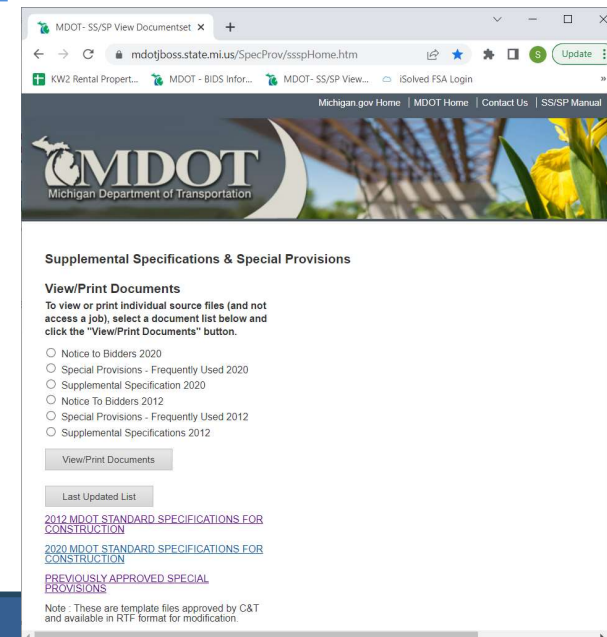 MDOT- SS/SP View Documentset
mdotjboss.state.mi.us/SpecProv/ssspHome.htm
S
Update
KW2 Rental Propert...
MDOT - BIDS Infor...
MDOT- SS/SP View...
iSolved FSA Login
»
Michigan.gov Home | MDOT Home | Contact Us | SS/SP Manual
MDOT
Michigan Department of Transportation
Supplemental Specifications & Special Provisions
View/Print Documents
To view or print individual source files (and not
access a job), select a document list below and
click the "View/Print Documents" button.
Notice to Bidders 2020
Special Provisions - Frequently Used 2020
Supplemental Specification 2020
Notice To Bidders 2012
Special Provisions - Frequently Used 2012
Supplemental Specifications 2012
View/Print Documents
Last Updated List
2012 MDOT STANDARD SPECIFICATIONS FOR
CONSTRUCTION
2020 MDOT STANDARD SPECIFICATIONS FOR
CONSTRUCTION
PREVIOUSLY APPROVED SPECIAL
PROVISIONS
Note : These are template files approved by C&T
and available in RTF format for modification.